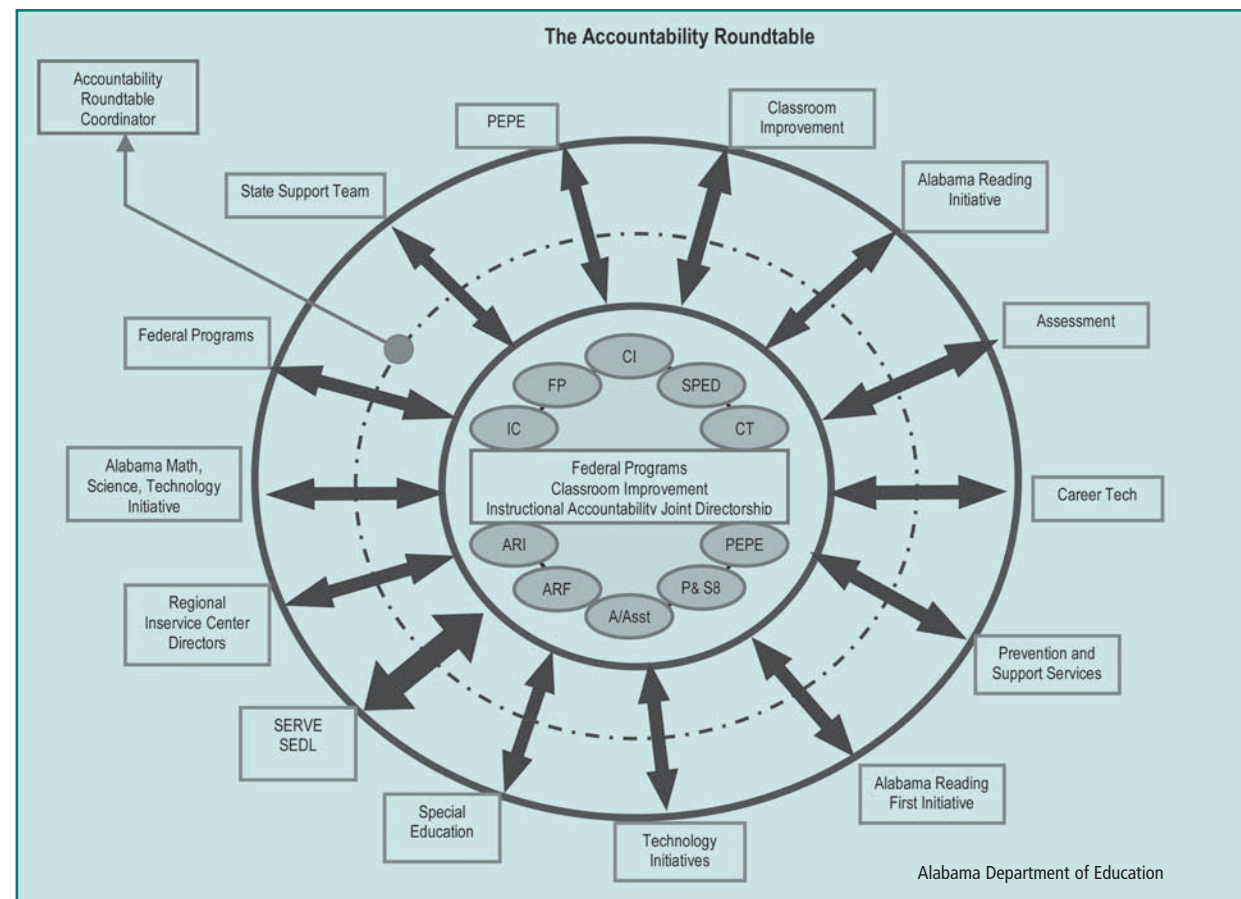 The Accountability Roundtable
Accountability
Roundtable
Coordinator
PEPE
Classroom
Improvement
State Support Team
Alabama Reading
Initiative
Federal Programs
Assessment
CI
FP
SPED
IC
CT
Alabama Math,
Science, Technology
Initiative
Federal Programs
Classroom Improvement
Instructional Accountability Joint Directorship
Career Tech
ARI
PEPE
ARF
P& S8
A/Asst
Regional
Inservice Center
Directors
Prevention and
Support Services
SERVE
SEDL
Special
Education
Technology
Initiatives
Alabama Reading
First Initiative
Alabama Department of Education